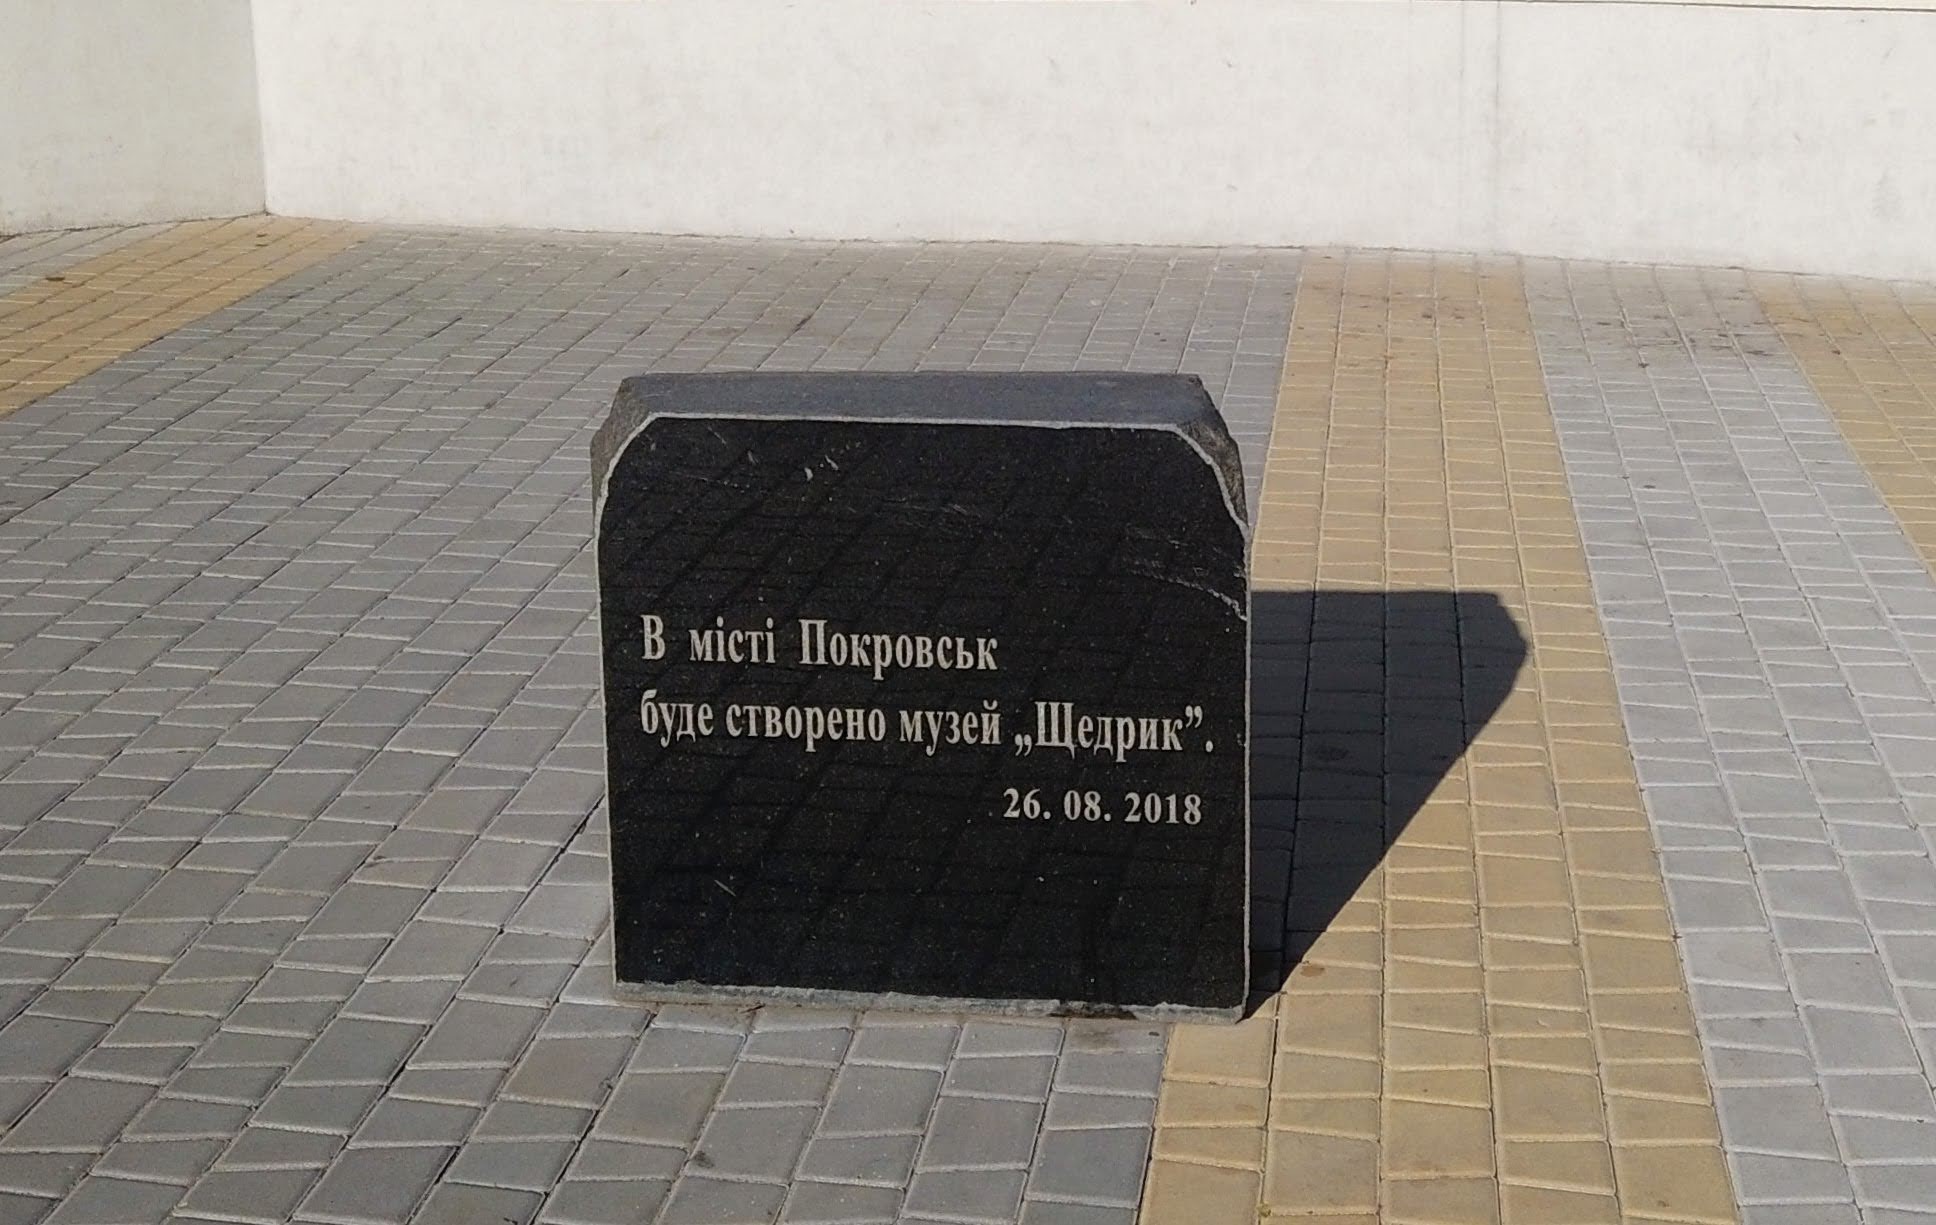 В місті Покровськ
буде створено музей „Щедрик”.
26. 08. 2018